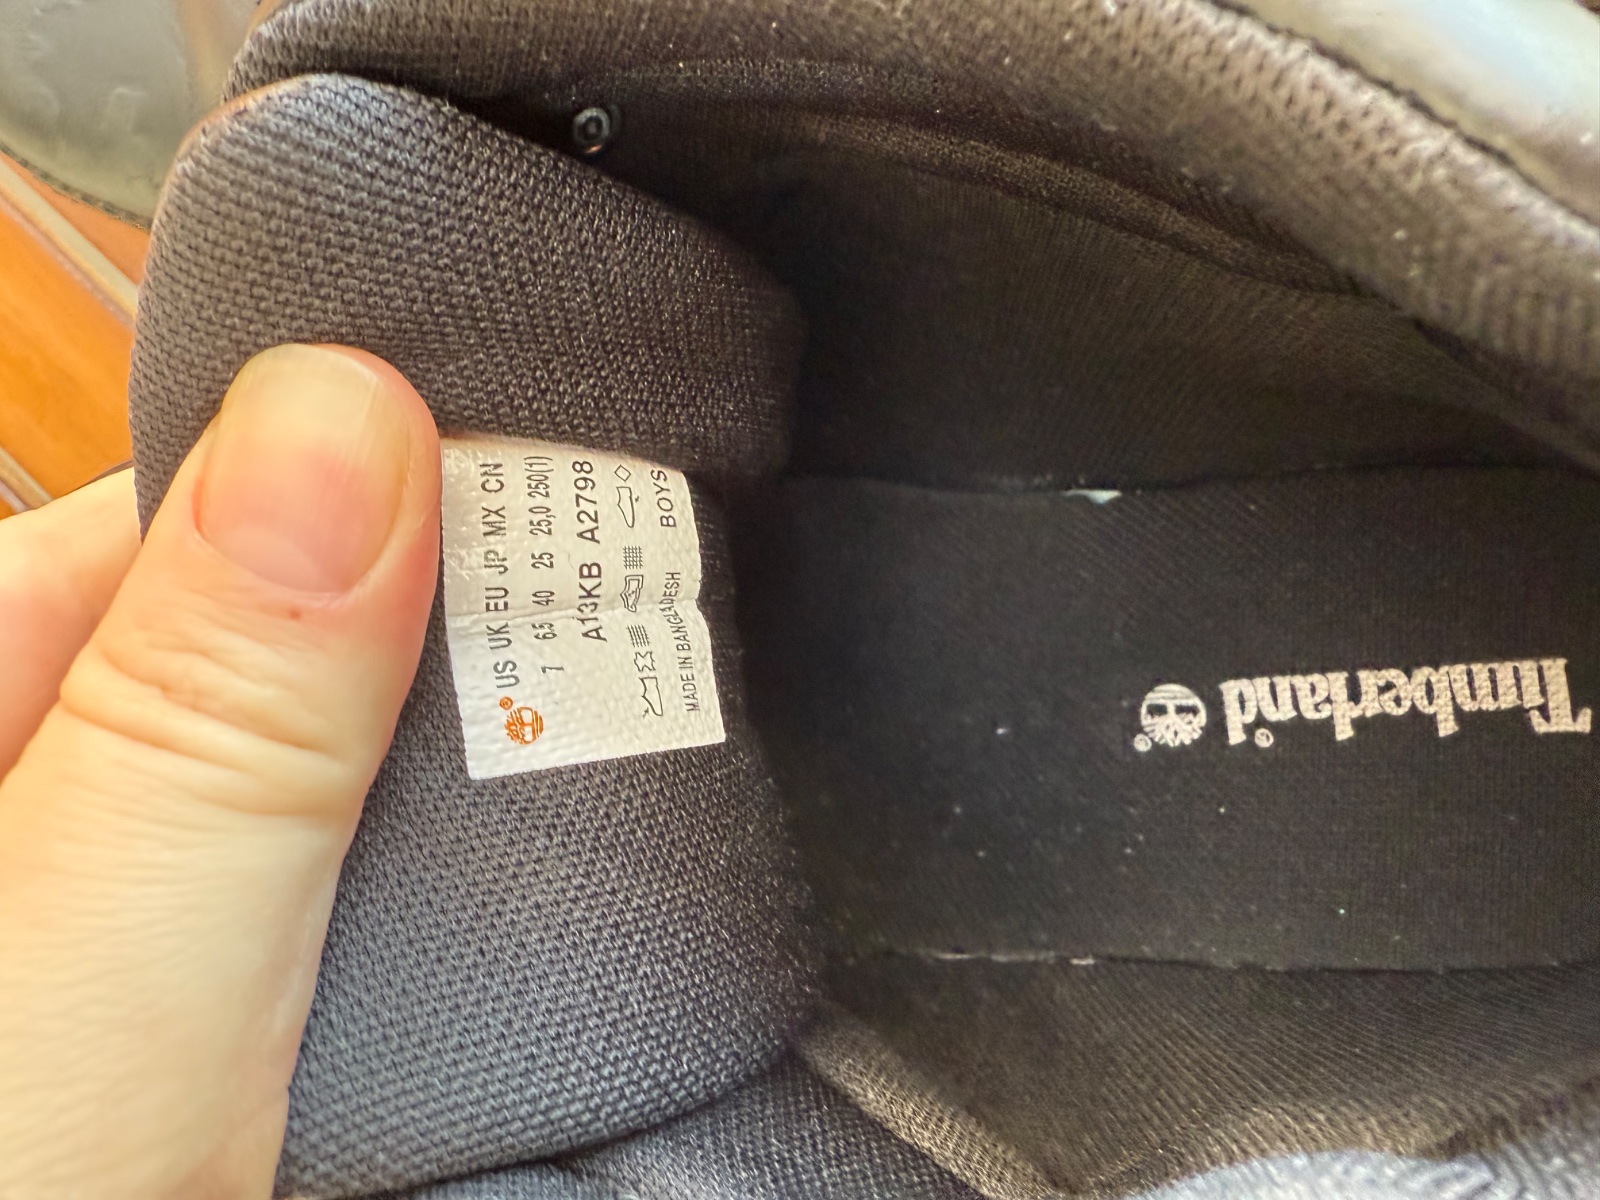 US UK EU JP MX CN
7 6.5 40 25 25,0 250(1)
A13KB A2798
MADE IN BANGLADESH BOYS
Timberland